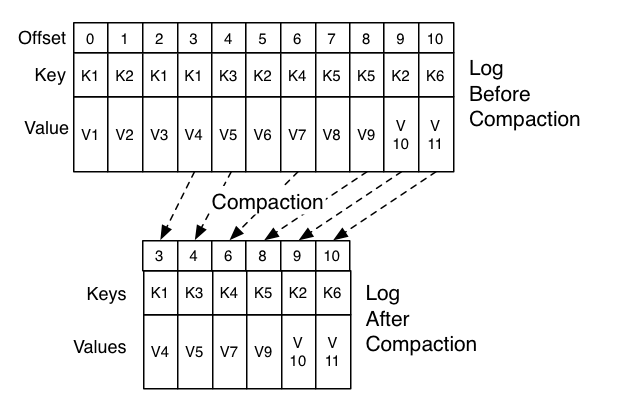 Offset 0 1 2 3 4 5 6 7 8 9 10
Key K1 K2 K1 K1 K3 K2 K4 K5 K5 K2 K6
Value V1 V2 V3 V4 V5 V6 V7 V8 V9 V 10 V 11
Log
Before
Compaction
Compaction
3 4 6 8 9 10
Keys K1 K3 K4 K5 K2 K6
Values V4 V5 V7 V9 V 10 V 11
Log
After
Compaction